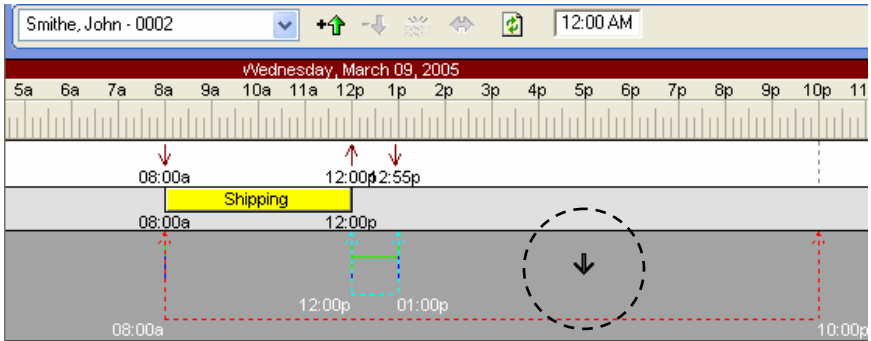 Smithe, John - 0002 12:00 AM
Wednesday, March 09, 2005
5a 6a 7a 8a 9a 10a 11a 12p 1p 2p 3p 4p 5p 6p 7p 8p 9p 10p 11
08:00a 12:00p 12:55p
Shipping
08:00a 12:00p
12:00p 01:00p
08:00a 10:00p